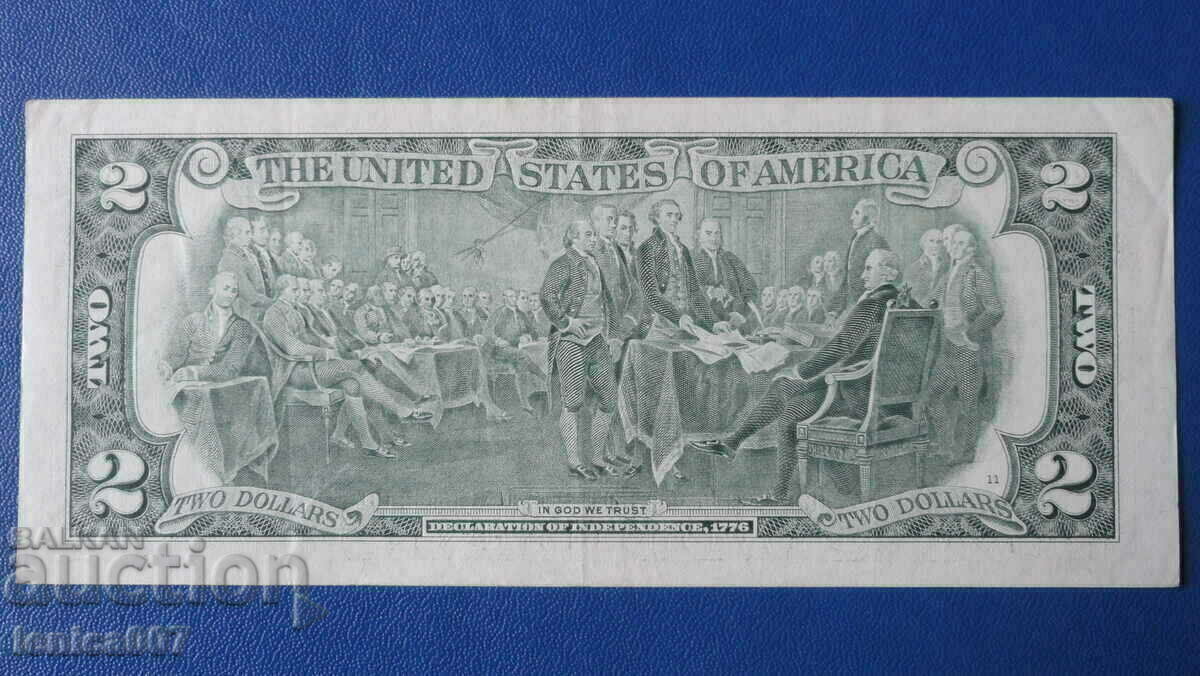 2 THE UNITED STATES OF AMERICA 2
TWO
TWO
2 TWO DOLLARS
11
TWO DOLLARS 2
IN GOD WE TRUST
DECLARATION OF INDEPENDENCE, 1776
BALKAN
auction
lenica007